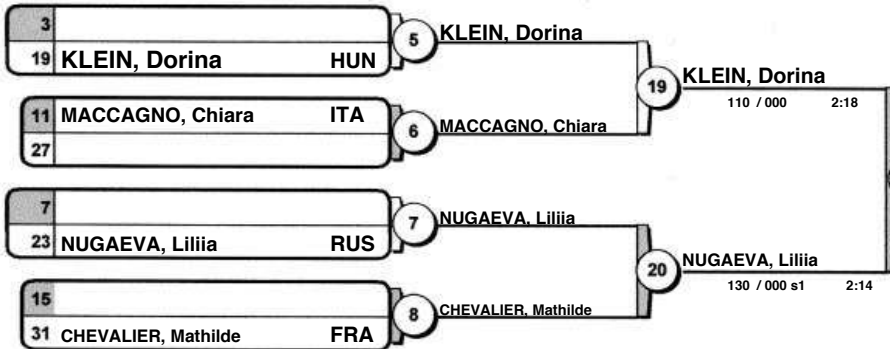 3
19 KLEIN, Dorina HUN
5 KLEIN, Dorina
11 MACCAGNO, Chiara ITA
27
6 MACCAGNO, Chiara
19 KLEIN, Dorina
110 / 000 2:18
7
23 NUGAEVA, Liliia RUS
7 NUGAEVA, Liliia
15
31 CHEVALIER, Mathilde FRA
8 CHEVALIER, Mathilde
20 NUGAEVA, Liliia
130 / 000 s1 2:14